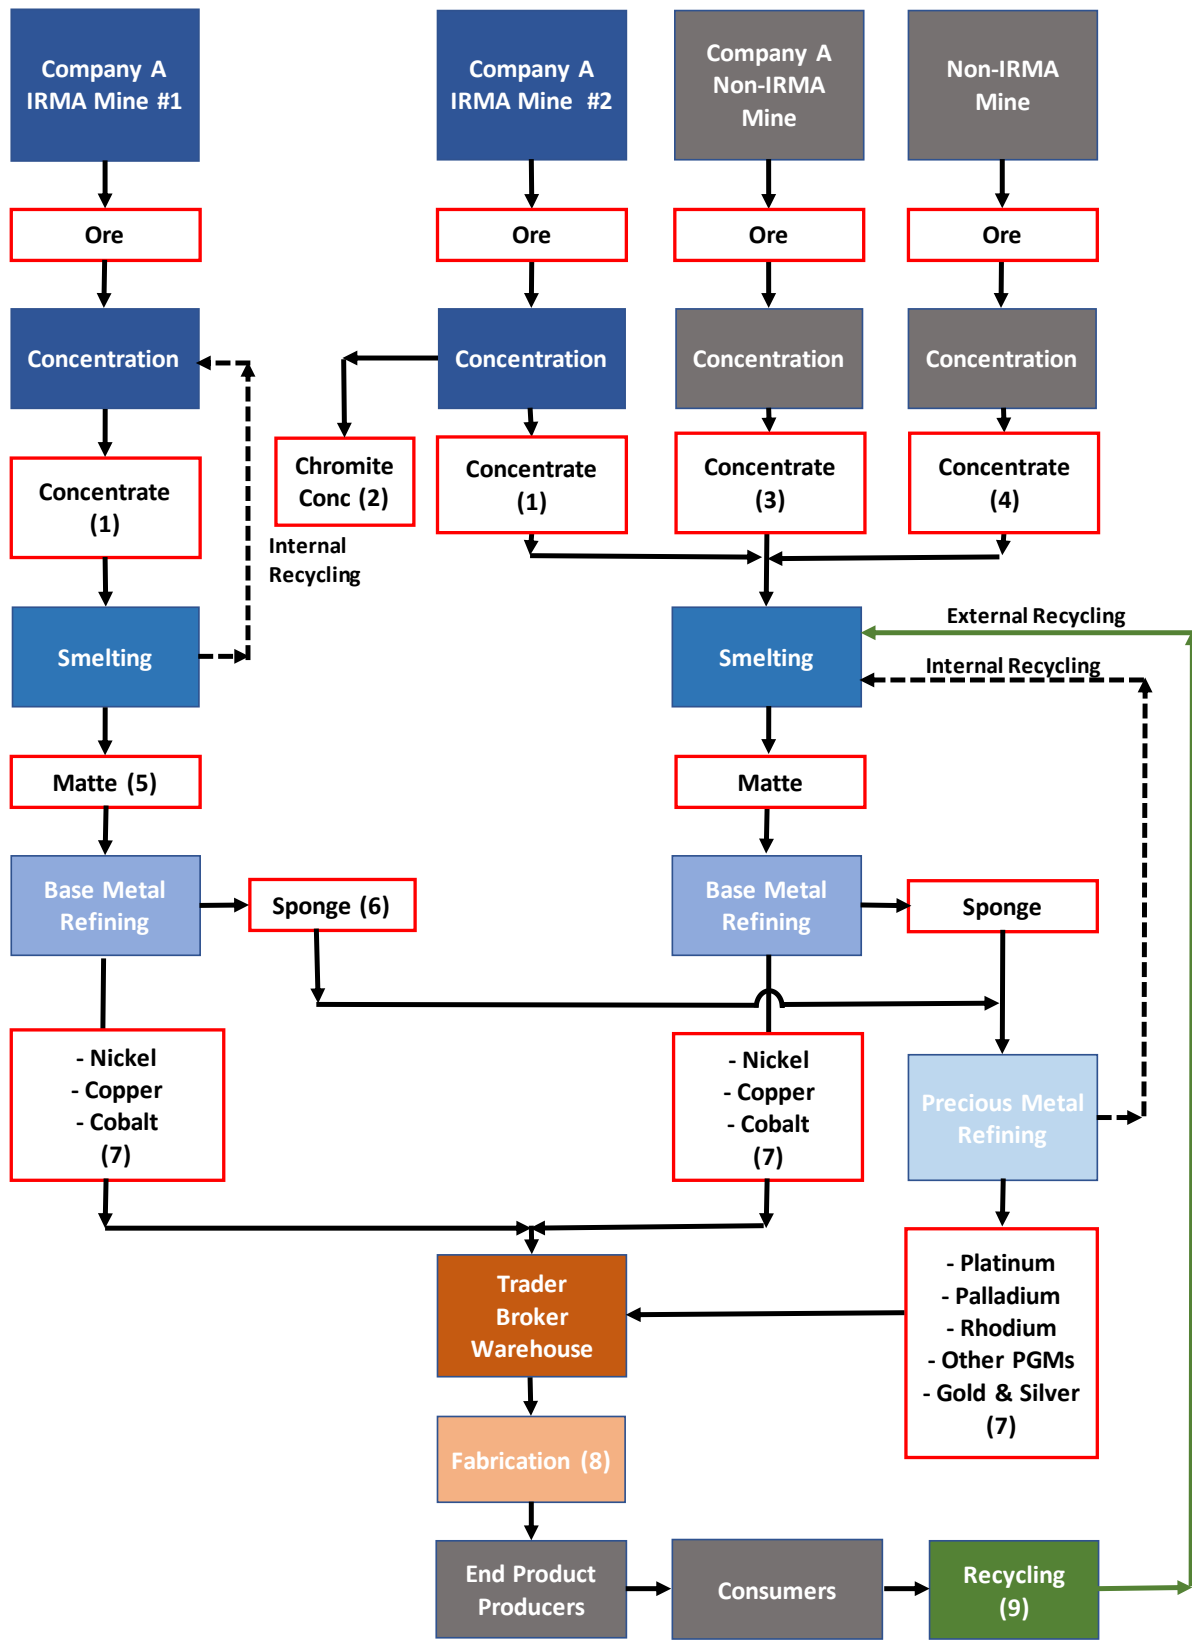 Company A
IRMA Mine #1
Company A
IRMA Mine #2
Company A
Non-IRMA
Mine
Non-IRMA
Mine
Ore
Ore
Ore
Ore
Concentration
Concentration
Concentration
Concentration
Concentrate
(1)
Chromite
Conc (2)
Concentrate
(1)
Concentrate
(3)
Concentrate
(4)
Internal
Recycling
Smelting
Smelting
External Recycling
Internal Recycling
Matte (5)
Matte
Base Metal
Refining
Sponge (6)
Base Metal
Refining
Sponge
- Nickel
- Copper
- Cobalt
(7)
- Nickel
- Copper
- Cobalt
(7)
Precious Metal
Refining
Trader
Broker
Warehouse
- Platinum
- Palladium
- Rhodium
- Other PGMs
- Gold & Silver
(7)
Fabrication (8)
End Product
Producers
Consumers
Recycling
(9)